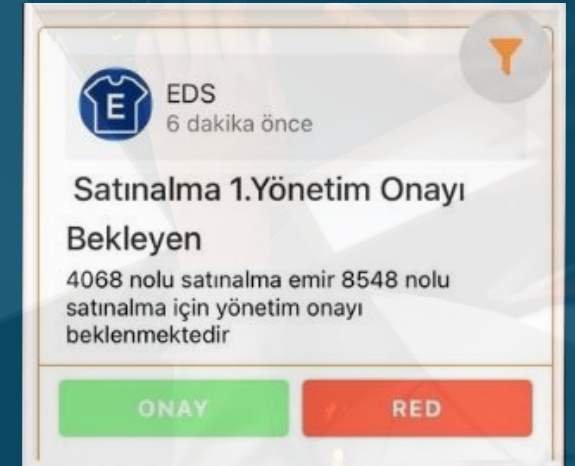 E
EDS
6 dakika önce
Satınalma 1.Yönetim Onayı
Bekleyen
4068 nolu satınalma emir 8548 nolu
satınalma için yönetim onayı
beklenmektedir
ONAY
RED